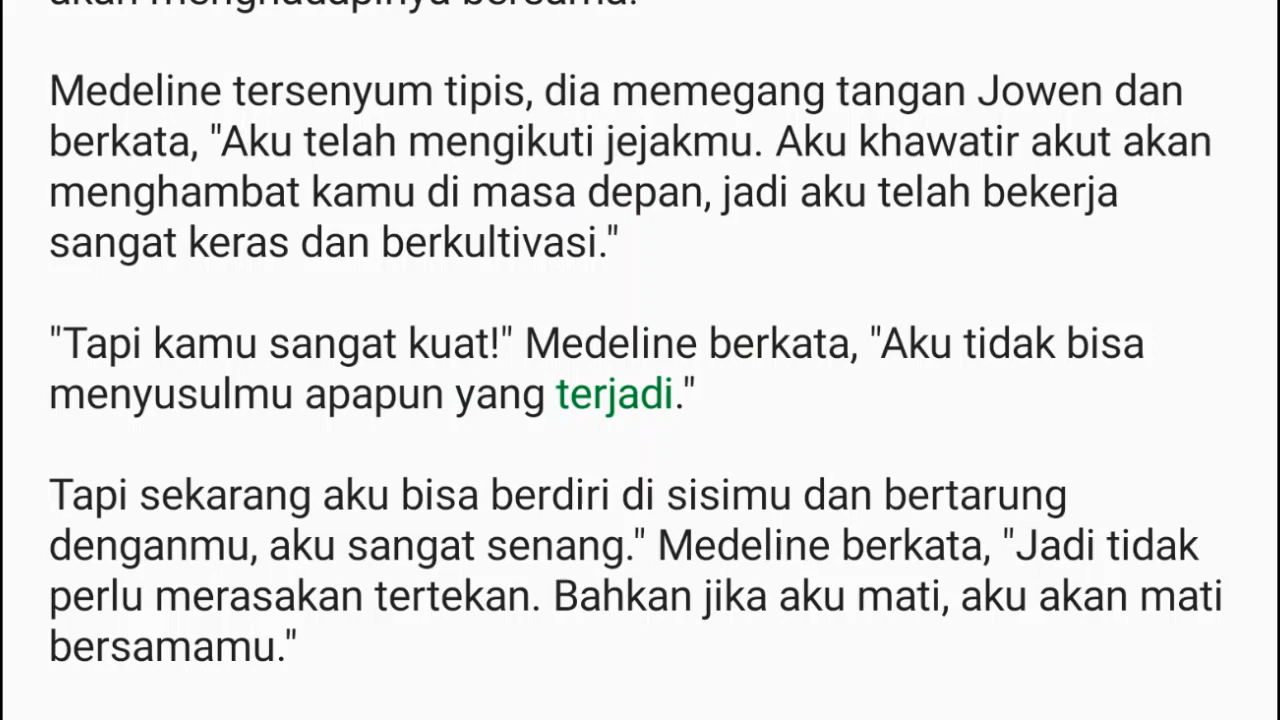 akan menghadapinya bersama.
Medeline tersenyum tipis, dia memegang tangan Jowen dan
berkata, "Aku telah mengikuti jejakmu. Aku khawatir akut akan
menghambat kamu di masa depan, jadi aku telah bekerja
sangat keras dan berkultivasi."
"Tapi kamu sangat kuat!" Medeline berkata, "Aku tidak bisa
menyusulmu apapun yang terjadi."
Tapi sekarang aku bisa berdiri di sisimu dan bertarung
denganmu, aku sangat senang." Medeline berkata, "Jadi tidak
perlu merasakan tertekan. Bahkan jika aku mati, aku akan mati
bersamamu."